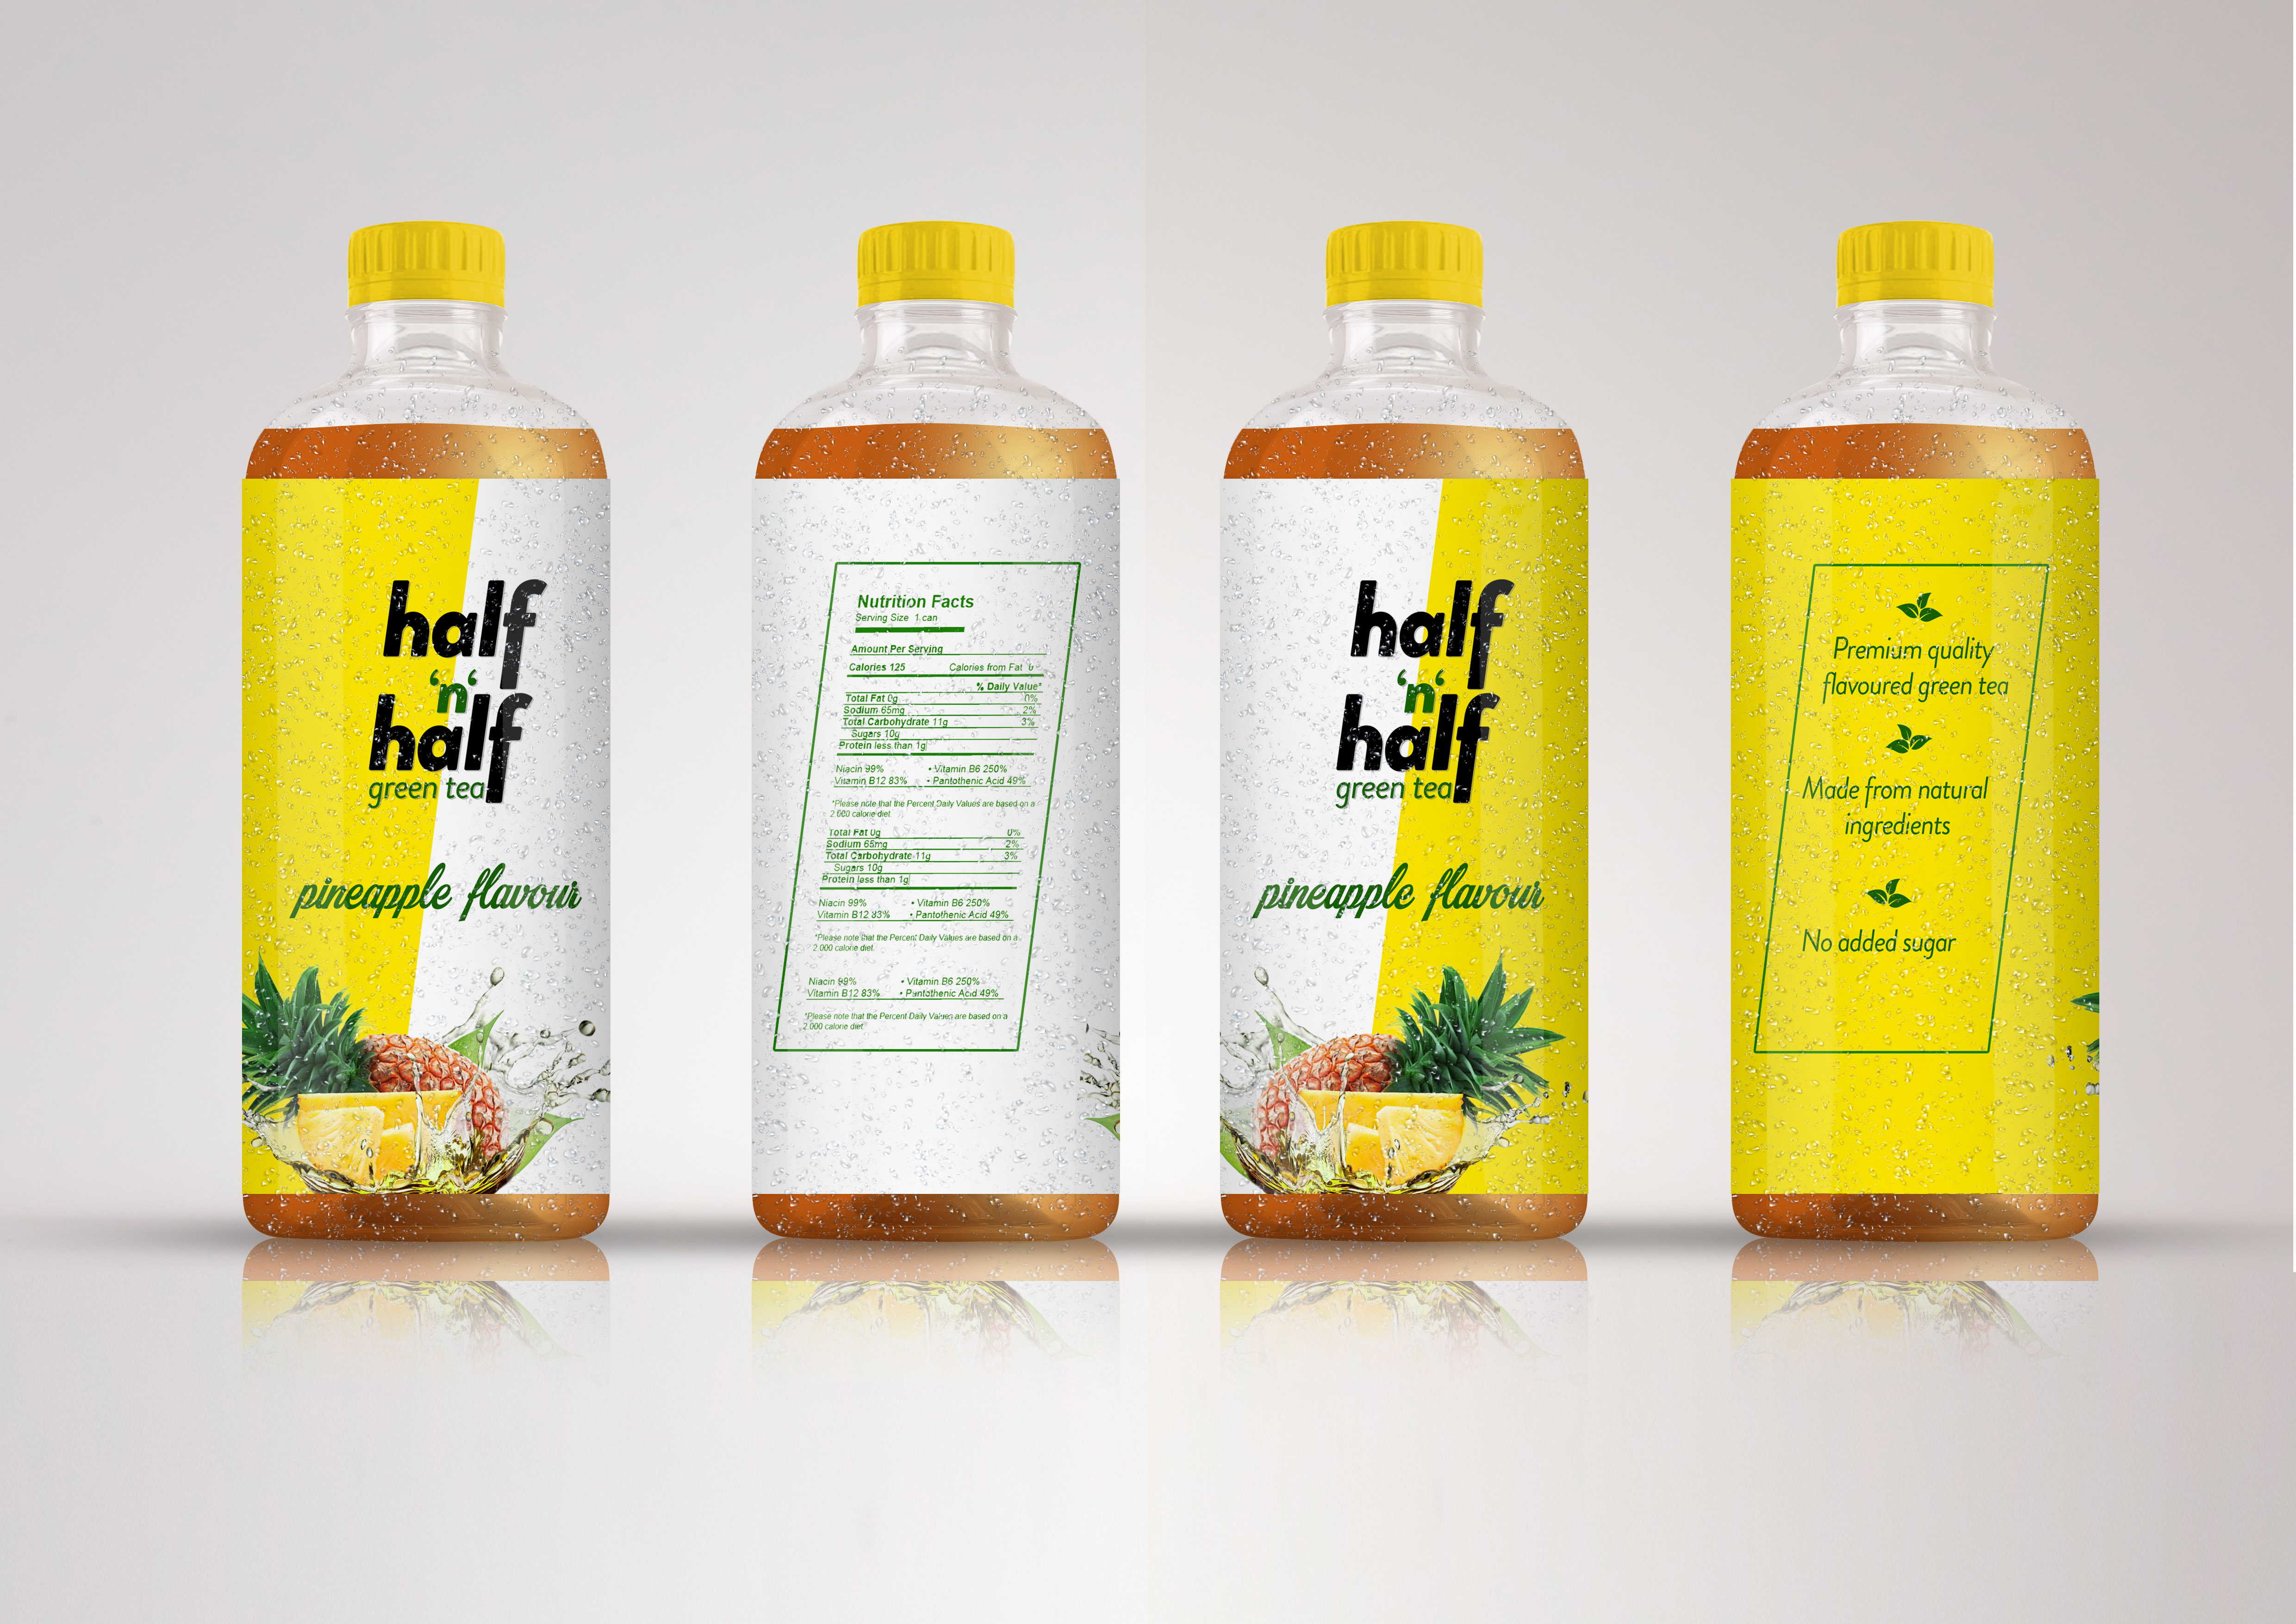 half
'n'
half
green tea
pineapple flavour
Nutrition Facts
Serving Size 1 can
Amount Per Serving
Calories 125 Calories from Fat 0
% Daily Value*
Total Fat 0g 0%
Sodium 65mg 2%
Total Carbohydrate 11g 3%
Sugars 10g
Protein less than 1g
Niacin 99% • Vitamin B6 250%
Vitamin B12 83% • Pantothenic Acid 49%
*Please note that the Percent Daily Values are based on a
2.000 calorie diet
Total Fat 0g 0%
Sodium 65mg 2%
Total Carbohydrate 11g 3%
Sugars 10g
Protein less than 1g
Niacin 99% • Vitamin B6 250%
Vitamin B12 83% • Pantothenic Acid 49%
*Please note that the Percent Daily Values are based on a
2.000 calorie diet
Niacin 99% • Vitamin B6 250%
Vitamin B12 83% • Pantothenic Acid 49%
*Please note that the Percent Daily Values are based on a
2.000 calorie diet
half
'n'
half
green tea
pineapple flavour
Premium quality
flavoured green tea
Made from natural
ingredients
No added sugar